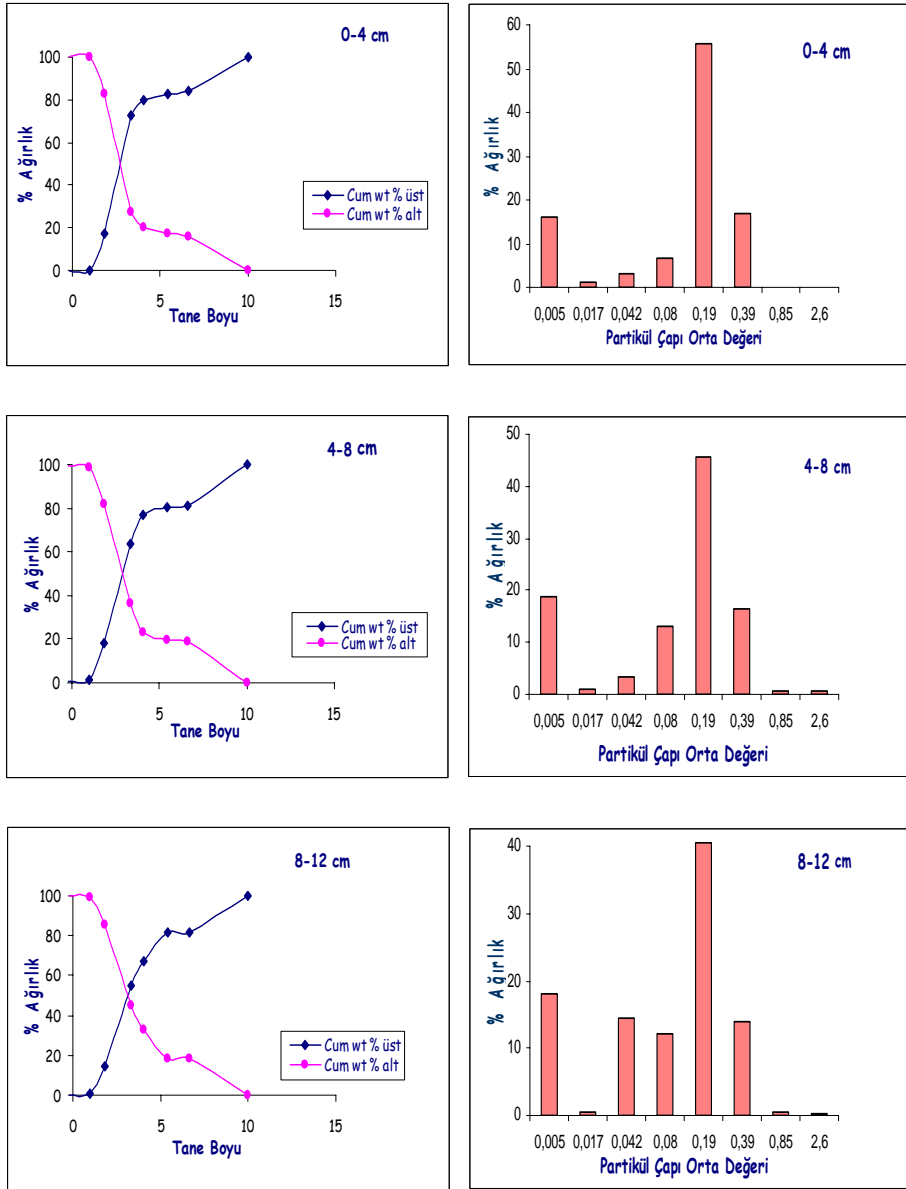 0-4 cm
100
80
60
40
20
0
% Ağırlık
Cum wt % üst
Cum wt % alt
0 5 10 15
Tane Boyu
0-4 cm
60
50
40
30
20
10
0
% Ağırlık
0,005 0,017 0,042 0,08 0,19 0,39 0,85 2,6
Partikül Çapı Orta Değeri
4-8 cm
100
80
60
40
20
0
% Ağırlık
Cum wt % üst
Cum wt % alt
0 5 10 15
Tane Boyu
4-8 cm
50
40
30
20
10
0
% Ağırlık
0,005 0,017 0,042 0,08 0,19 0,39 0,85 2,6
Partikül Çapı Orta Değeri
8-12 cm
100
80
60
40
20
0
% Ağırlık
Cum wt % üst
Cum wt % alt
0 5 10 15
Tane Boyu
8-12 cm
40
30
20
10
0
% Ağırlık
0,005 0,017 0,042 0,08 0,19 0,39 0,85 2,6
Partikül Çapı Orta Değeri